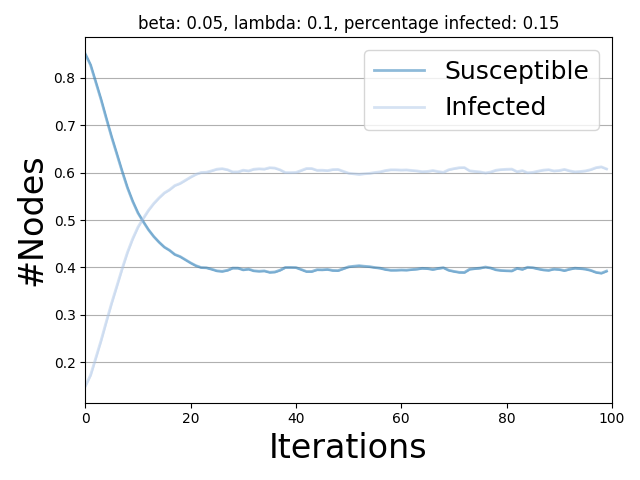 beta: 0.05, lambda: 0.1, percentage infected: 0.15
Susceptible
Infected
#Nodes
0.8
0.7
0.6
0.5
0.4
0.3
0.2
0 20 40 60 80 100
Iterations